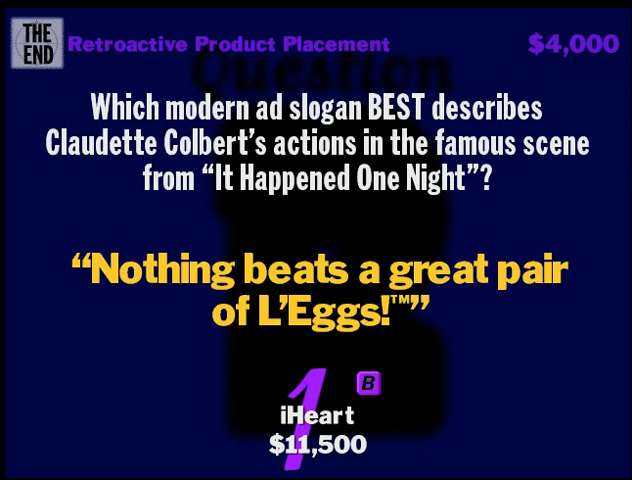 THE
END
Retroactive Product Placement
$4,000
Question
Which modern ad slogan BEST describes
Claudette Colbert's actions in the famous scene
from “It Happened One Night”?
“Nothing beats a great pair
of L'Eggs!™”
1
B
iHeart
$11,500